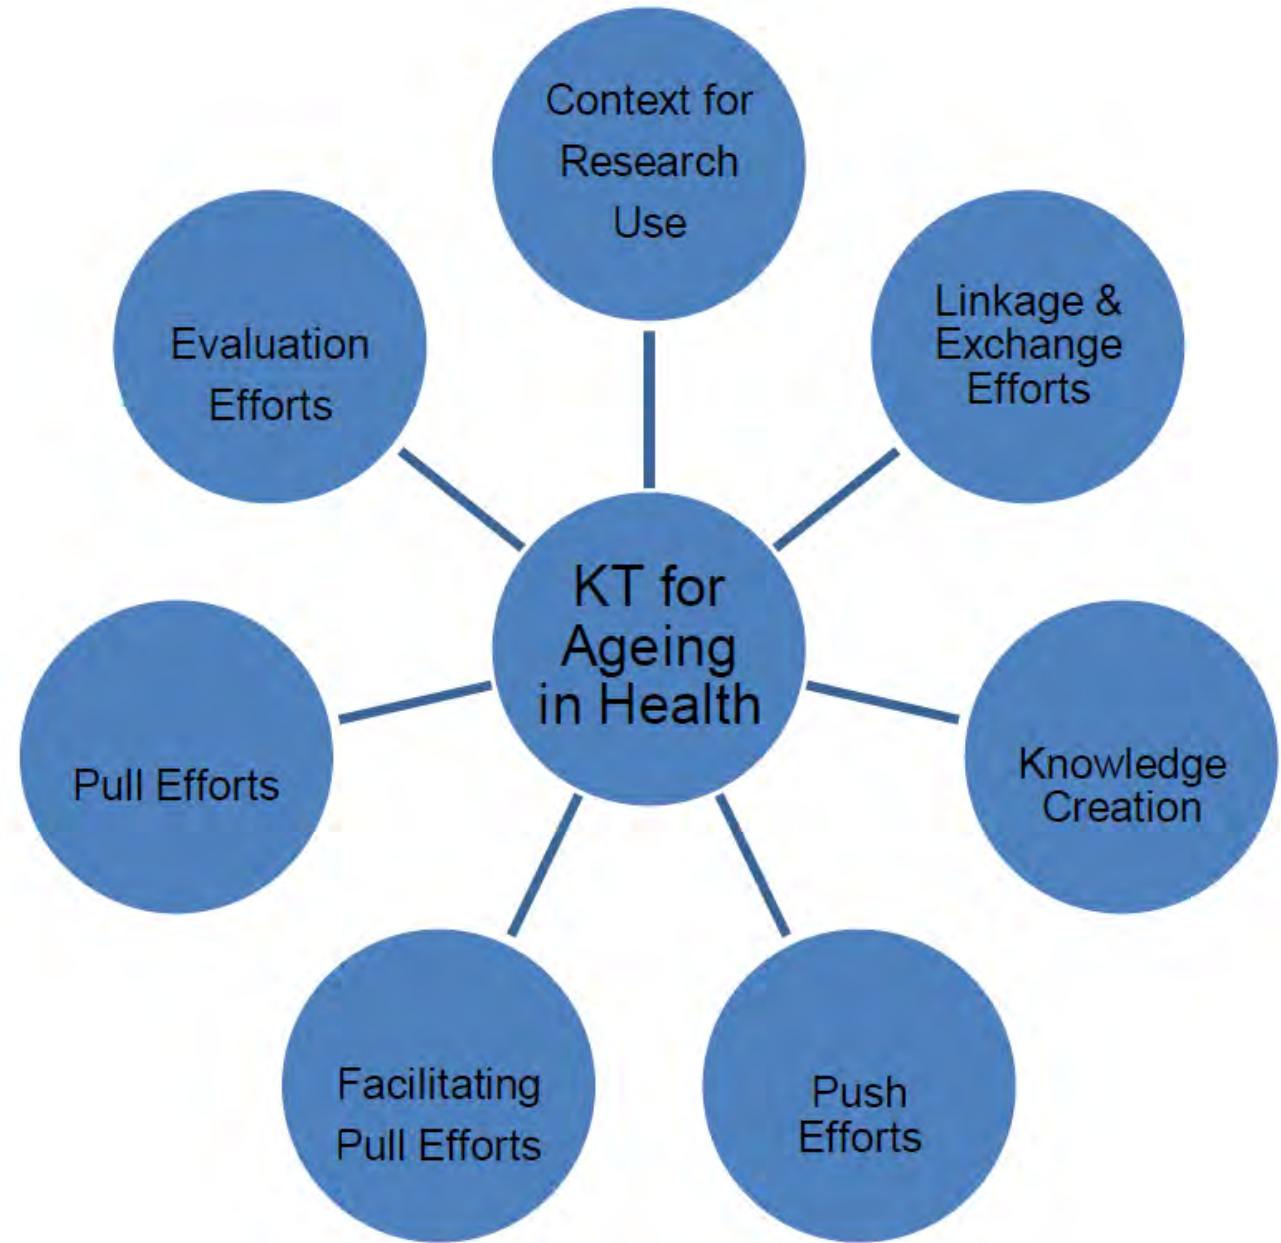 Context for
Research
Use
Linkage &
Exchange
Efforts
Knowledge
Creation
Push
Efforts
Facilitating
Pull Efforts
Pull Efforts
Evaluation
Efforts
KT for
Ageing
in Health